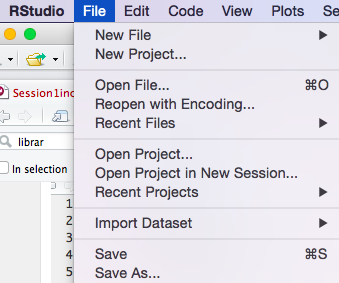 RStudio File Edit Code View Plots Se
New File
New Project...
Session1inc
Open File... ⌘O
Reopen with Encoding...
Recent Files
librar
Open Project...
In selection
Open Project in New Session...
Recent Projects
1
2
Import Dataset
3
4
Save ⌘S
5
Save As...